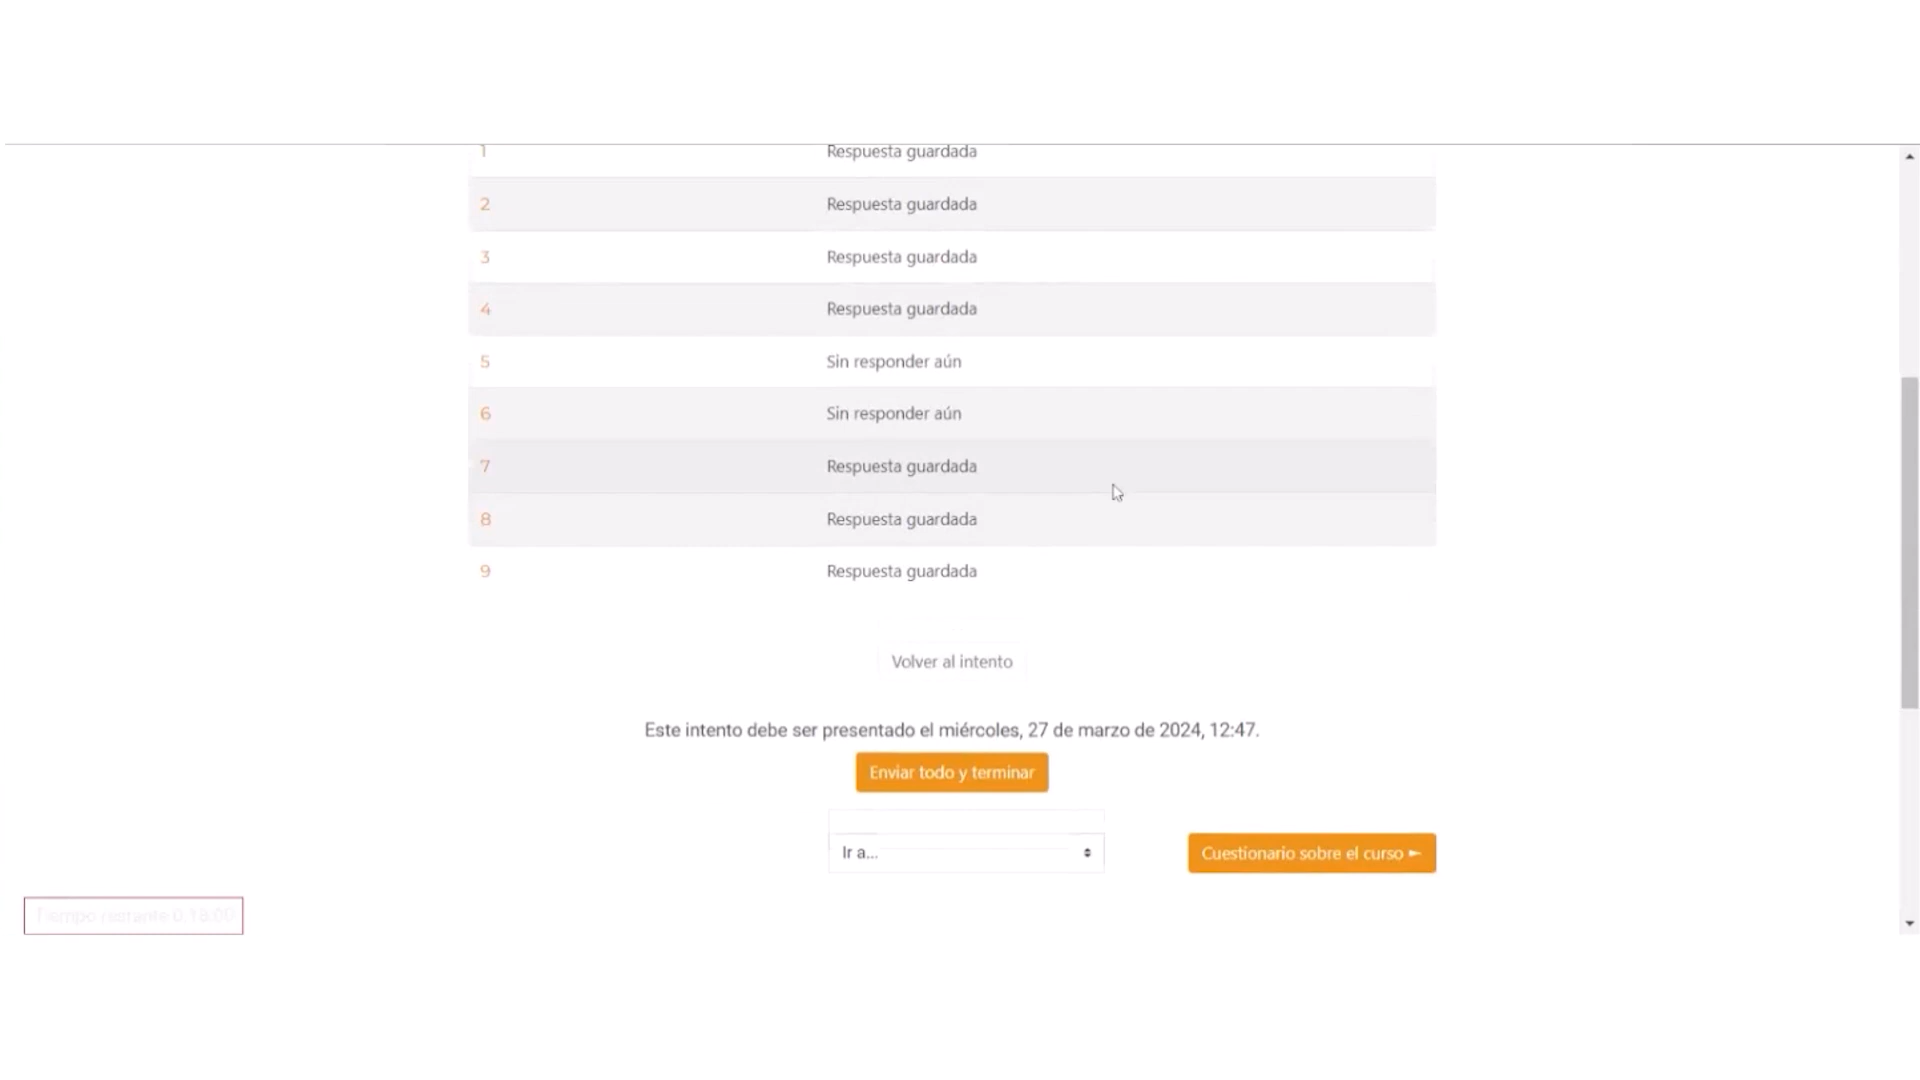 1 Respuesta guardada
2 Respuesta guardada
3 Respuesta guardada
4 Respuesta guardada
5 Sin responder aún
6 Sin responder aún
7 Respuesta guardada
8 Respuesta guardada
9 Respuesta guardada
Volver al intento
Este intento debe ser presentado el miércoles, 27 de marzo de 2024, 12:47.
Enviar todo y terminar
Ir a...
Cuestionario sobre el curso ►
Tiempo restante